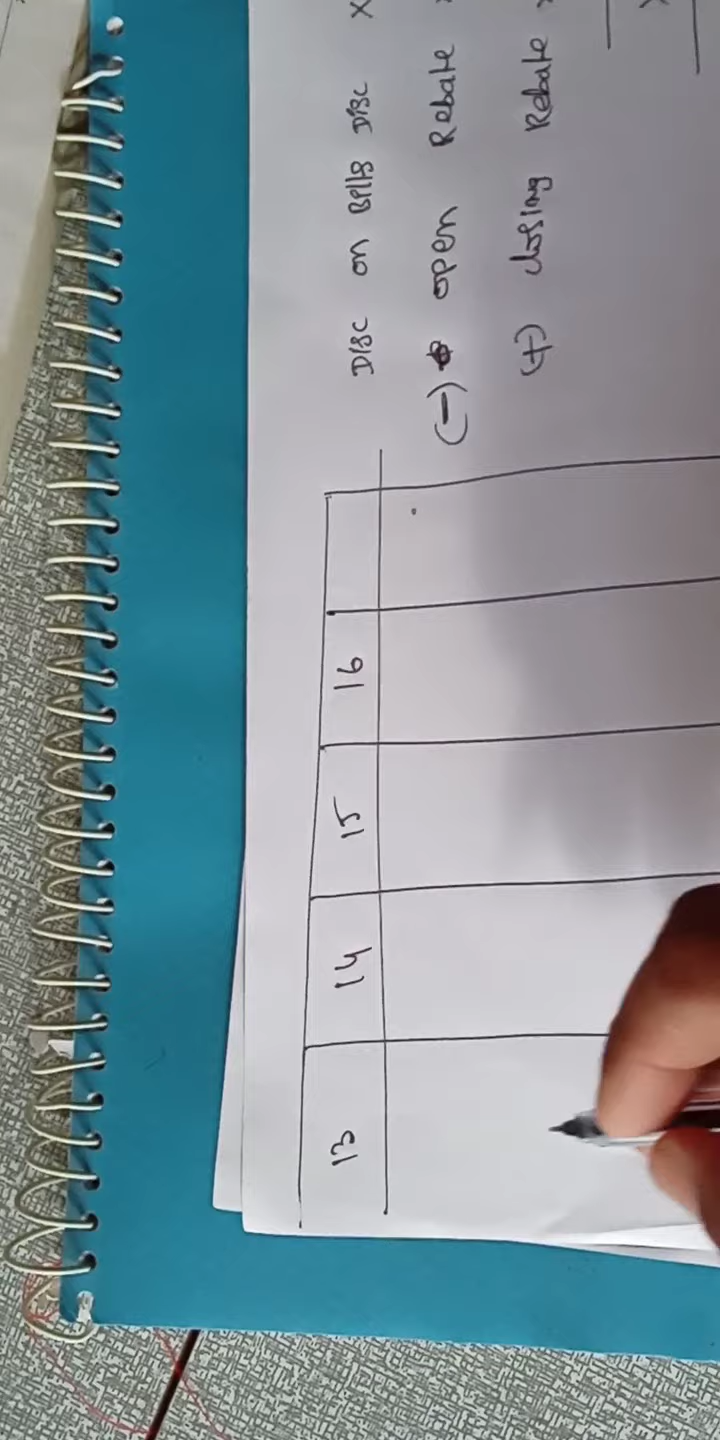 13 14 15 16
Disc on Bills Disc x
(-) open Rebate
(+) closing Rebate